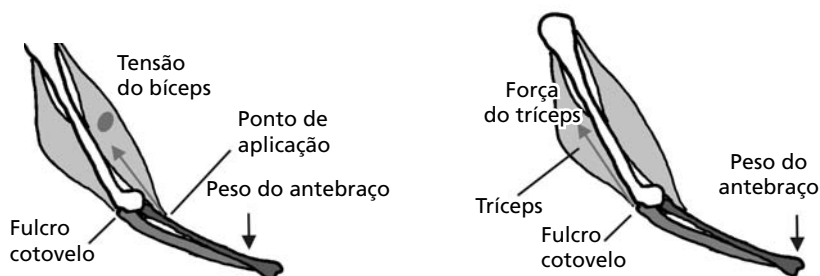 Tensão
do bíceps
Ponto de
aplicação
Peso do antebraço
Fulcro
cotovelo
Força
do tríceps
Peso do
antebraço
Tríceps
Fulcro
cotovelo